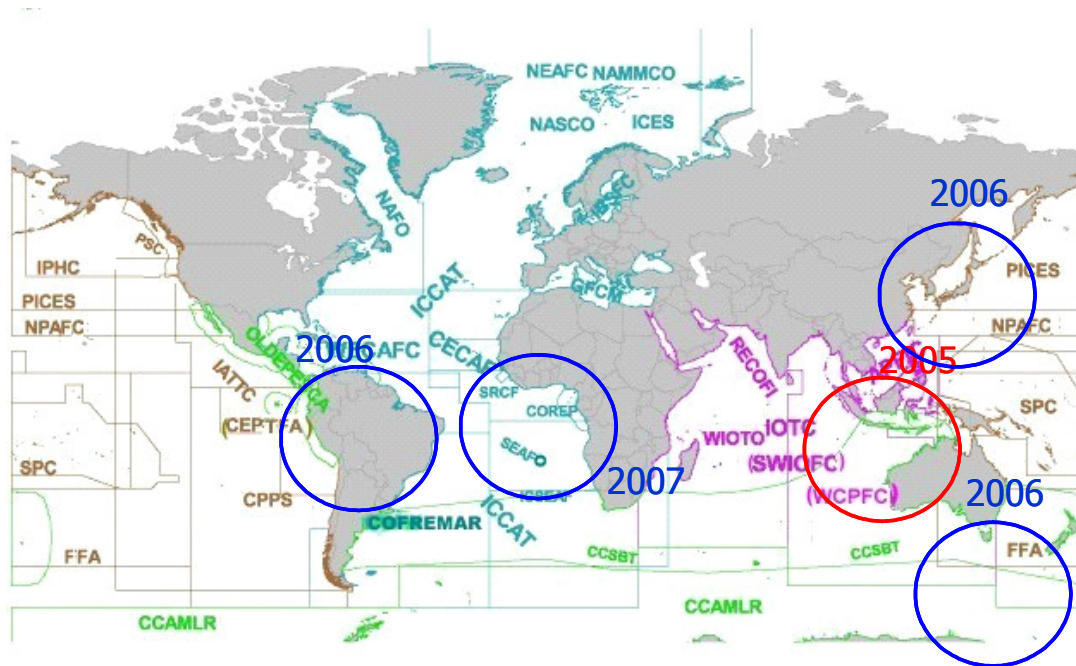 NEAFC NAMMCO
NASCO ICES
2006
NAFO
PSC
IPHC
PICES
PICES
GFCM
ICCAT
NPAFC
NPAFC
2006
CECAF
RECOFI
2005
OLDEPESCA
IATTC
SRCF
COREP
SPC
(CEPTFA)
WIOTO IOTC
SEAFO
(SWIOFC)
SPC
2007
2006
CPPS
(WCPFC)
ICCAT
COFREMAR
FFA
CCSBT
CCSBT
FFA
CCAMLR
CCAMLR